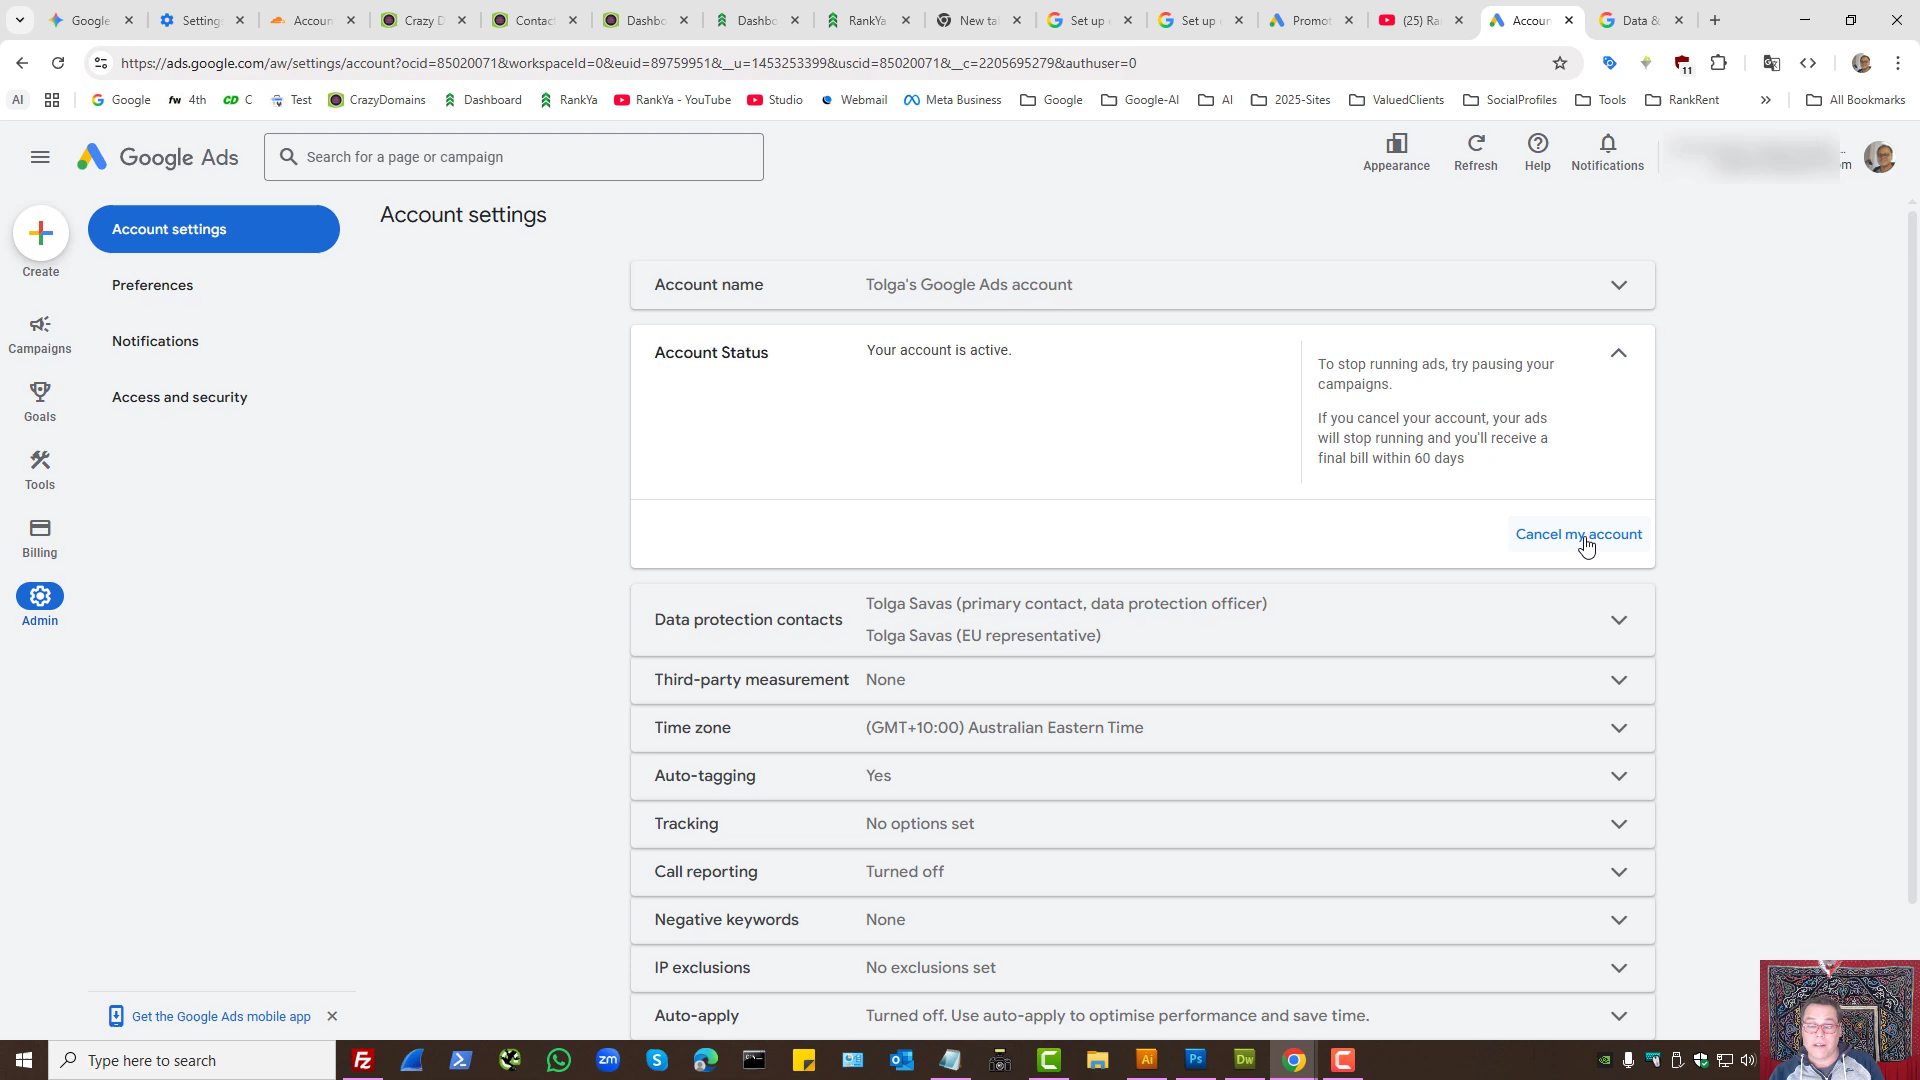 Google
Setting
Accoun
Crazy D
Contac
Dashbo
Dashbo
RankYa
New ta
Set up
Set up
Promot
(25) Ra
Accoun
Data &
https://ads.google.com/aw/settings/account?ocid=85020071&workspaceId=0&euid=89759951&__u=1453253399&uscid=85020071&__c=2205695279&authuser=0
11
AI
Google
fw 4th
CD C
Test
CrazyDomains
Dashboard
RankYa
RankYa - YouTube
Studio
Webmail
Meta Business
Google
Google-AI
AI
2025-Sites
ValuedClients
SocialProfiles
Tools
RankRent
All Bookmarks
Google Ads
Search for a page or campaign
Appearance
Refresh
Help
Notifications
om
Create
Campaigns
Goals
Tools
Billing
Admin
Account settings
Preferences
Notifications
Access and security
Get the Google Ads mobile app
Account settings
Account name Tolga's Google Ads account
Account Status Your account is active.
To stop running ads, try pausing your
campaigns.
If you cancel your account, your ads
will stop running and you'll receive a
final bill within 60 days
Cancel my account
Data protection contacts
Tolga Savas (primary contact, data protection officer)
Tolga Savas (EU representative)
Third-party measurement None
Time zone (GMT+10:00) Australian Eastern Time
Auto-tagging Yes
Tracking No options set
Call reporting Turned off
Negative keywords None
IP exclusions No exclusions set
Auto-apply Turned off. Use auto-apply to optimise performance and save time.
Type here to search
Fz
zm
S
C
Ai
Ps
Dw
C